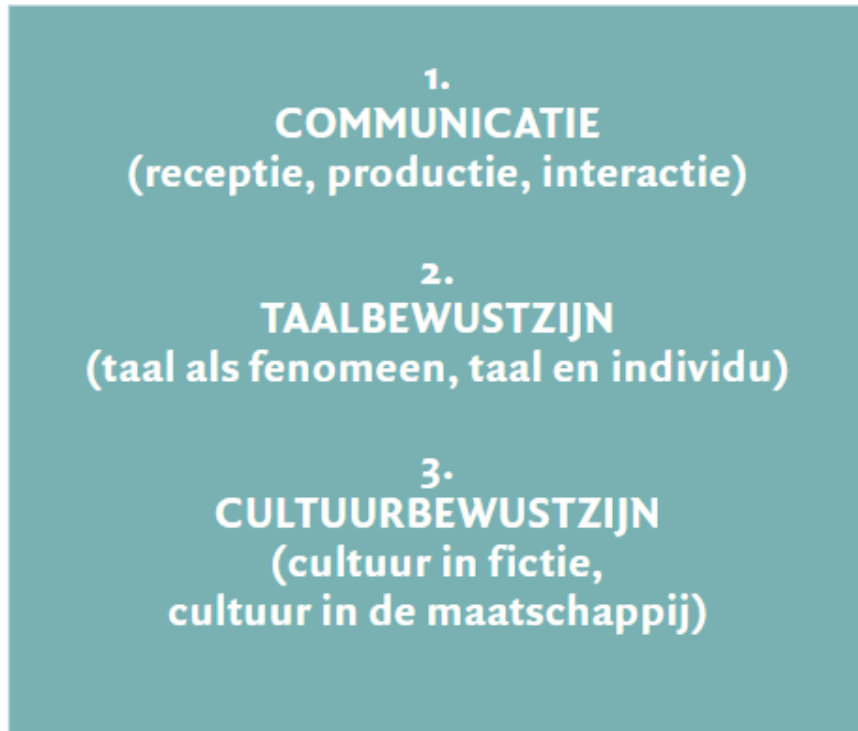 1.
COMMUNICATIE
(receptie, productie, interactie)
2.
TAALBEWUSTZIJN
(taal als fenomeen, taal en individu)
3.
CULTUURBEWUSTZIJN
(cultuur in fictie,
cultuur in de maatschappij)